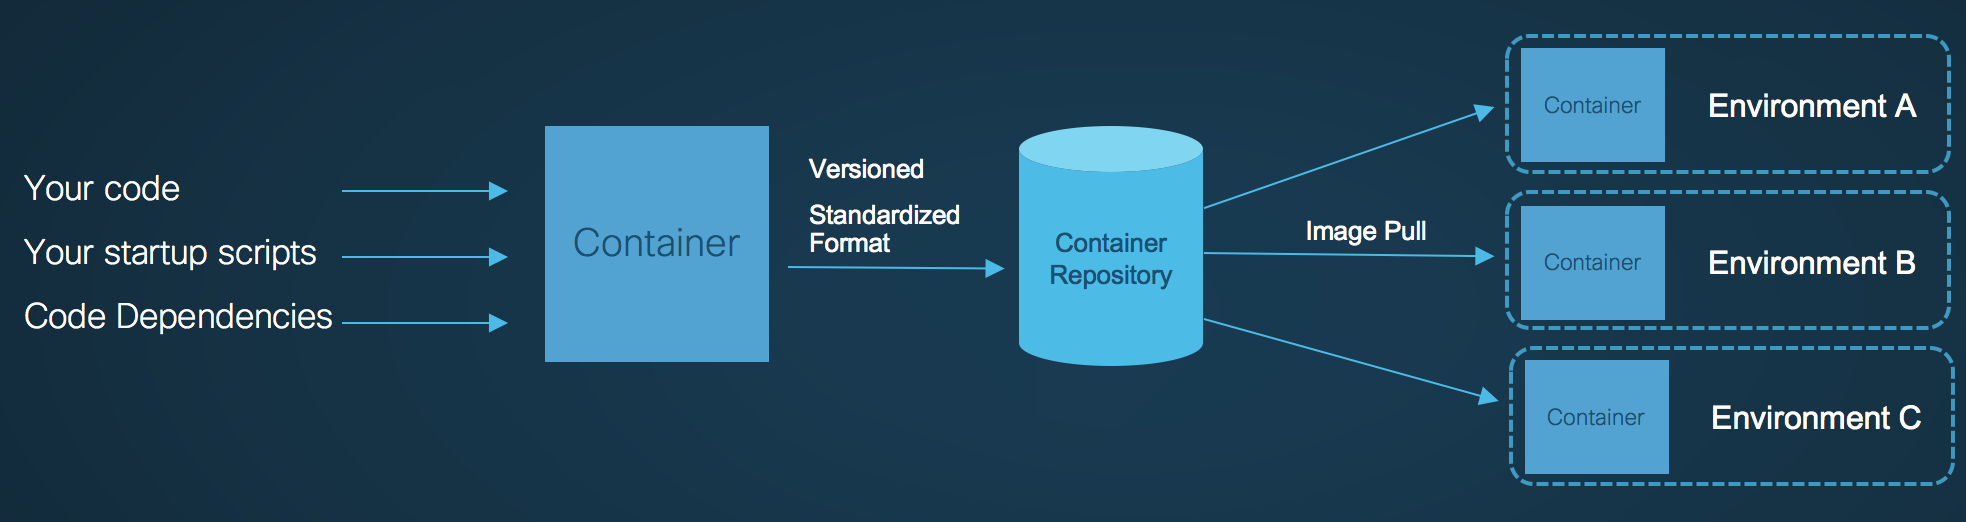 Your code
Your startup scripts
Code Dependencies
Container
Versioned
Standardized
Format
Container
Repository
Image Pull
Container
Environment A
Container
Environment B
Container
Environment C